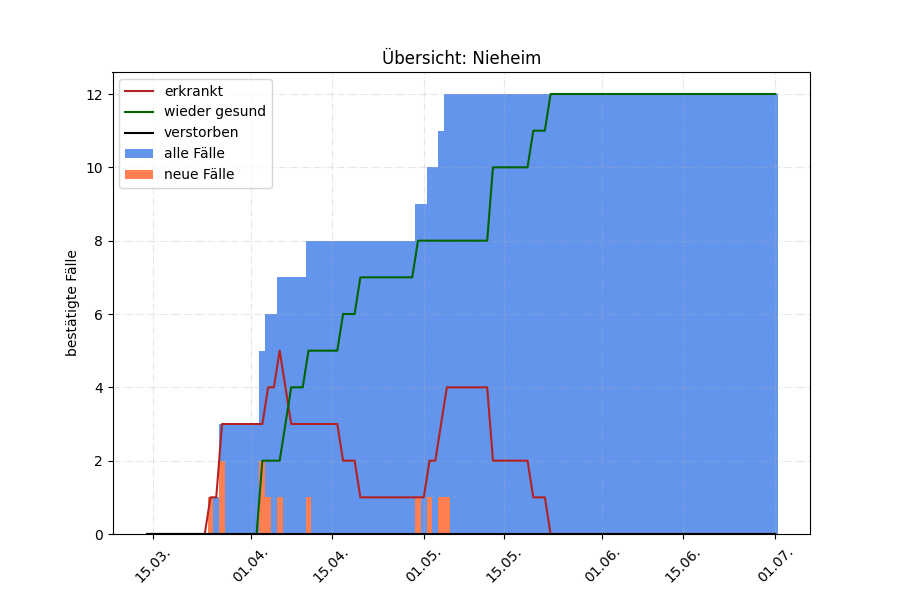 Übersicht: Nieheim
erkrankt
wieder gesund
verstorben
alle Fälle
neue Fälle
bestätigte Fälle
12
10
8
6
4
2
0
15.03.
01.04.
15.04.
01.05.
15.05.
01.06.
15.06.
01.07.